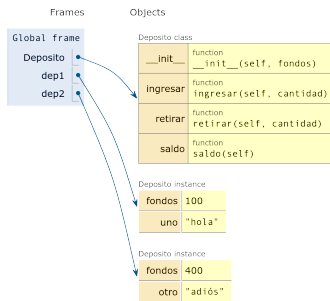 Frames Objects
Global frame
Deposito
dep1
dep2
Deposito class
__init__ function
__init__(self, fondos)
ingresar function
ingresar(self, cantidad)
retirar function
retirar(self, cantidad)
saldo function
saldo(self)
Deposito instance
fondos 100
uno "hola"
Deposito instance
fondos 400
otro "adiós"